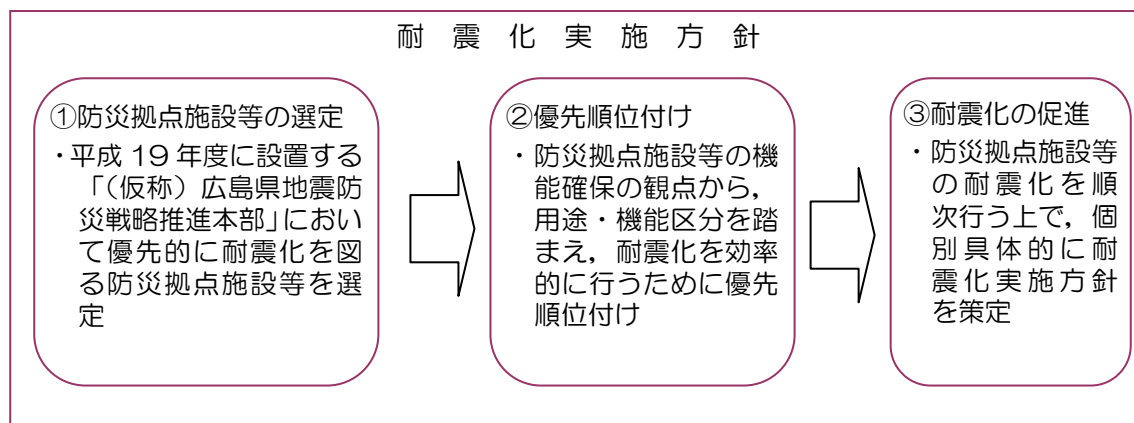 耐震化実施方針
①防災拠点施設等の選定
・平成 19 年度に設置する
「（仮称）広島県地震防
災戦略推進本部」におい
て優先的に耐震化を図
る防災拠点施設等を選
定
②優先順位付け
・防災拠点施設等の機
能確保の観点から，
用途・機能区分を踏
まえ，耐震化を効率
的に行うために優先
順位付け
③耐震化の促進
・防災拠点施設等
の耐震化を順
次行う上で，個
別具体的に耐
震化実施方針
を策定